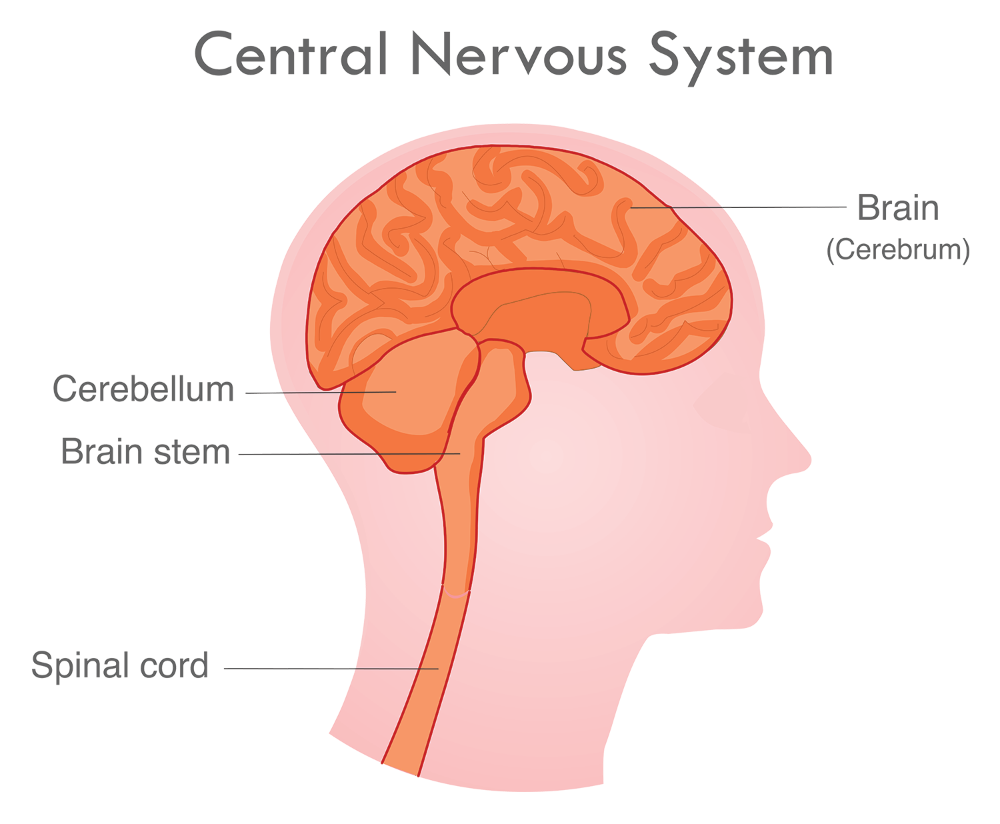 Central Nervous System
Brain
(Cerebrum)
Cerebellum
Brain stem
Spinal cord